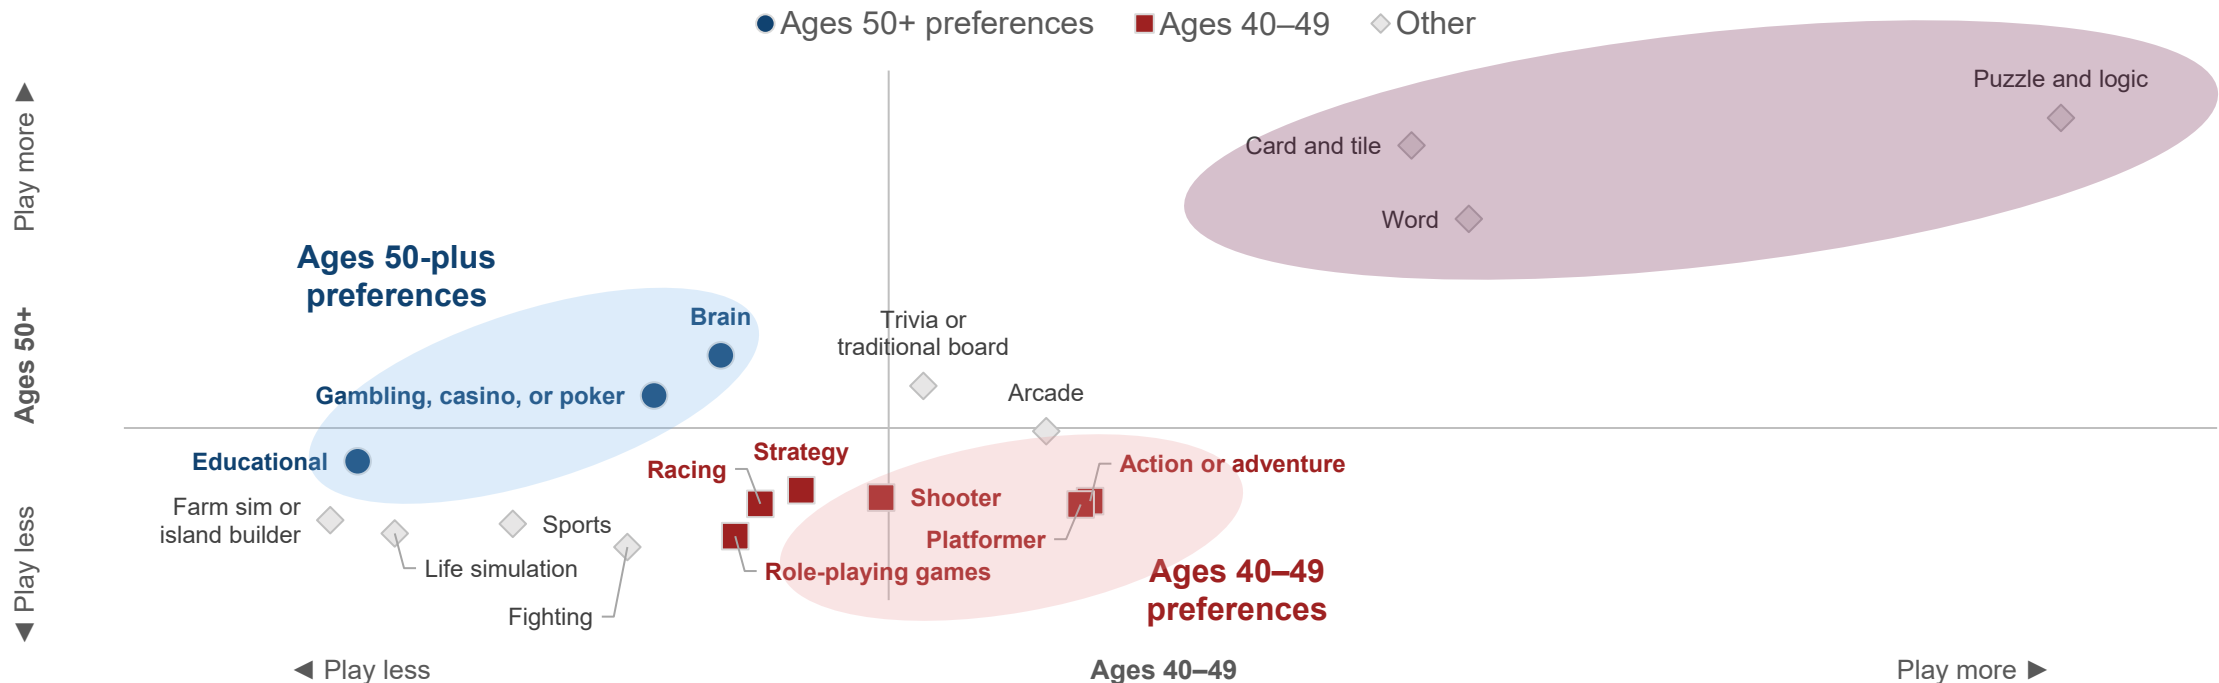 Ages 50+ preferences
Ages 40–49
Other
Puzzle and logic
Card and tile
Word
Play more ▶
Ages 50-plus
preferences
Brain
Trivia or
traditional board
Gambling, casino, or poker
Arcade
Ages 50+
Educational
Strategy
Racing
Action or adventure
Shooter
Farm sim or
island builder
Sports
Platformer
Life simulation
Role-playing games
Ages 40–49
preferences
Fighting
◀ Play less
◀ Play less
Ages 40–49
Play more ▶